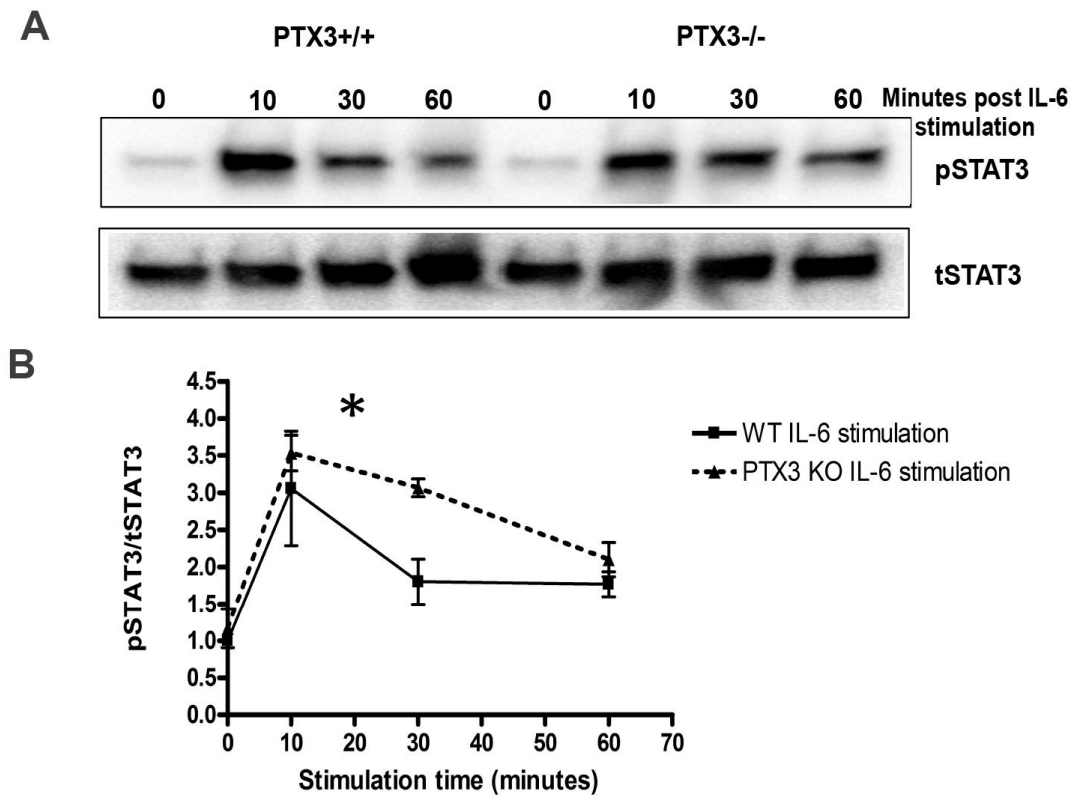 A
PTX3+/+ PTX3-/-
0 10 30 60 0 10 30 60 Minutes post IL-6
stimulation
pSTAT3
tSTAT3
B
pSTAT3/tSTAT3
4.5
4.0
3.5
3.0
2.5
2.0
1.5
1.0
0.5
0.0
*
WT IL-6 stimulation
PTX3 KO IL-6 stimulation
0 10 20 30 40 50 60 70
Stimulation time (minutes)